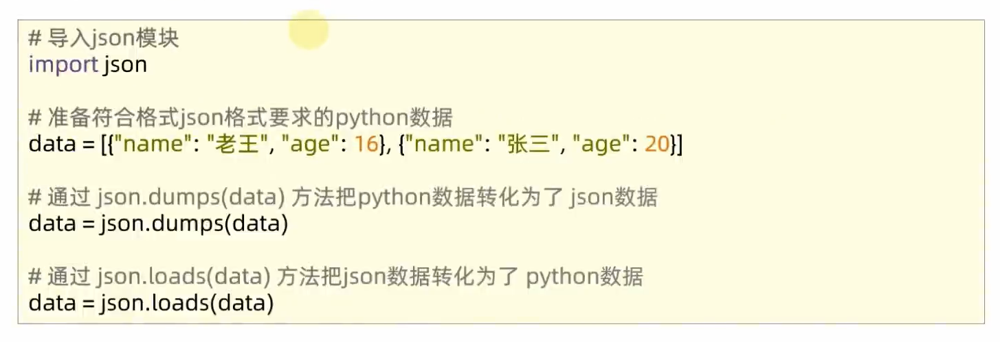 # 导入json模块
import json
# 准备符合格式json格式要求的python数据
data = [{"name": "老王", "age": 16}, {"name": "张三", "age": 20}]
# 通过 json.dumps(data) 方法把python数据转化为了 json数据
data = json.dumps(data)
# 通过 json.loads(data) 方法把json数据转化为了 python数据
data = json.loads(data)